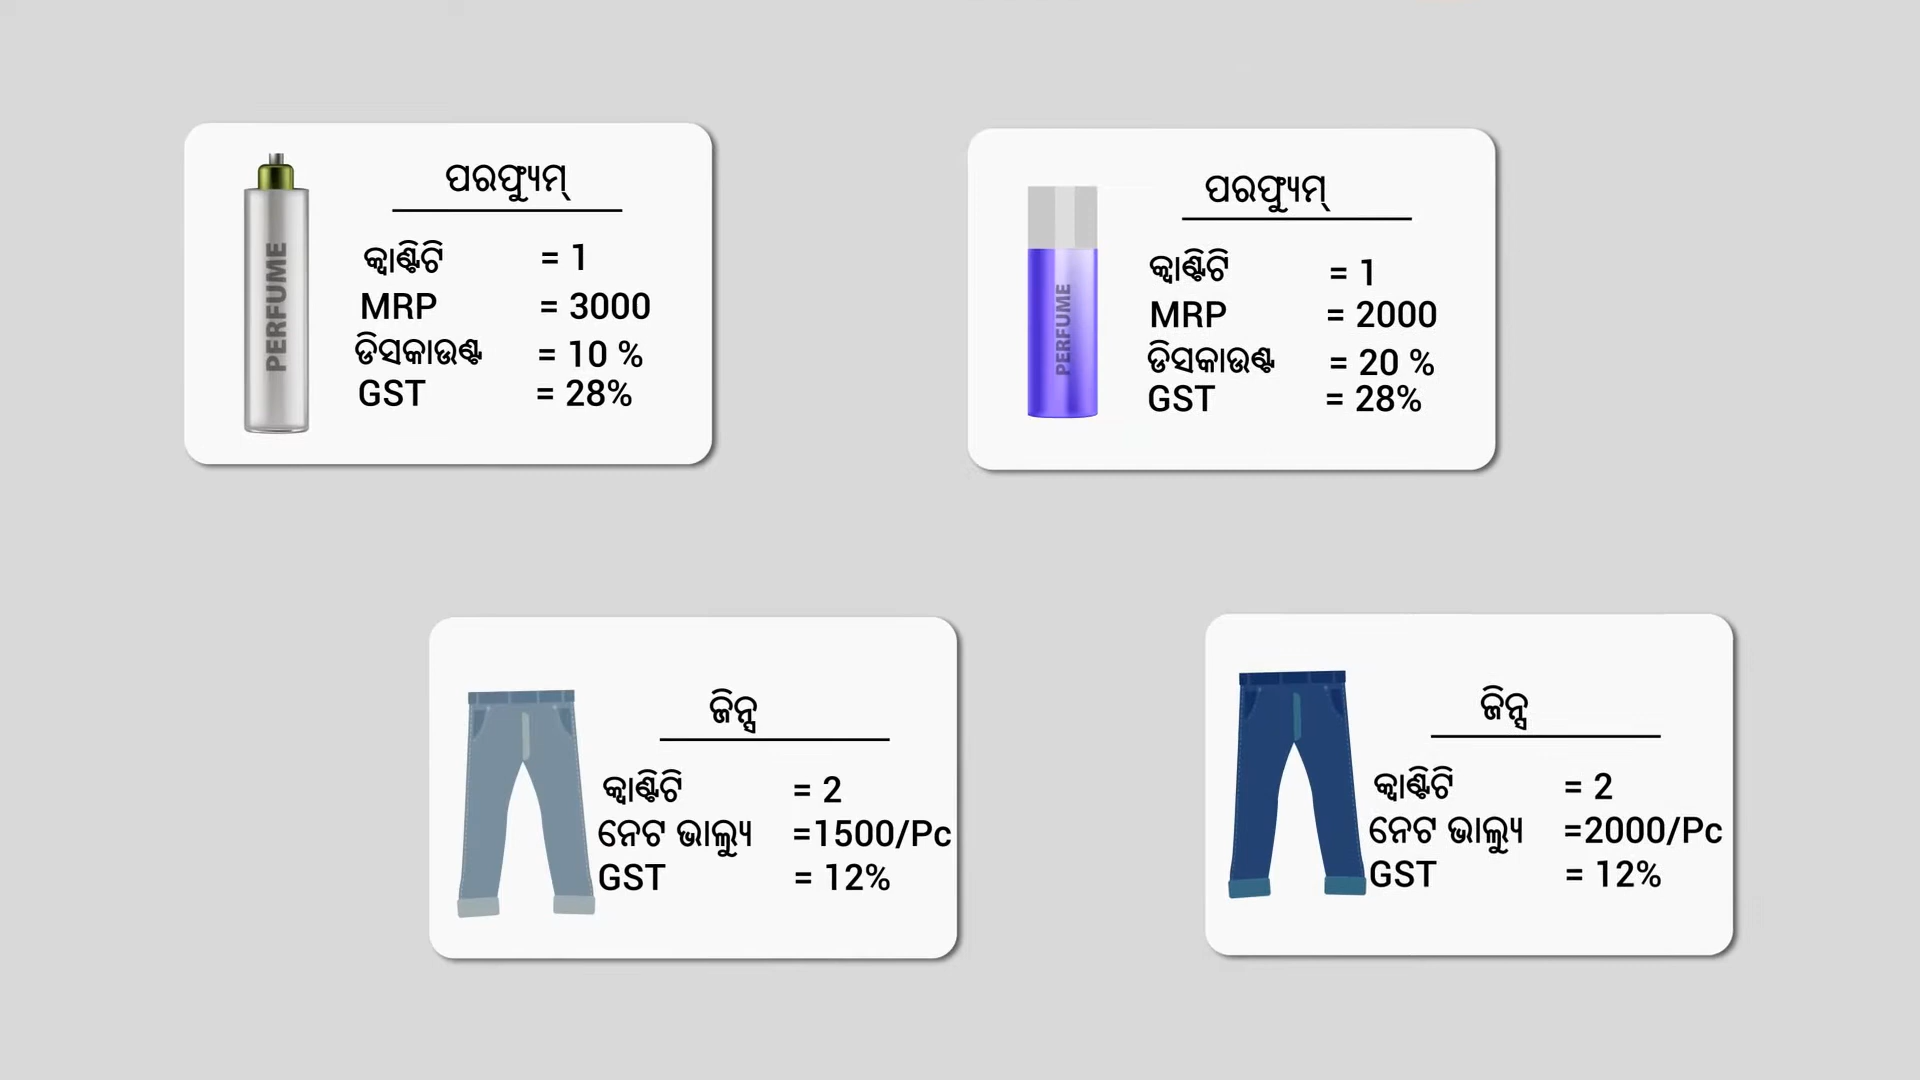 ପରଫ୍ୟୁମ୍
PERFUME
କ୍ୱାଣ୍ଟିଟି = 1
MRP = 3000
ଡିସକାଉଣ୍ଟ = 10 %
GST = 28%
ପରଫ୍ୟୁମ୍
PERFUME
କ୍ୱାଣ୍ଟିଟି = 1
MRP = 2000
ଡିସକାଉଣ୍ଟ = 20 %
GST = 28%
ଜିନ୍ସ
କ୍ୱାଣ୍ଟିଟି = 2
ନେଟ ଭାଲ୍ୟୁ =1500/Pc
GST = 12%
ଜିନ୍ସ
କ୍ୱାଣ୍ଟିଟି = 2
ନେଟ ଭାଲ୍ୟୁ =2000/Pc
GST = 12%